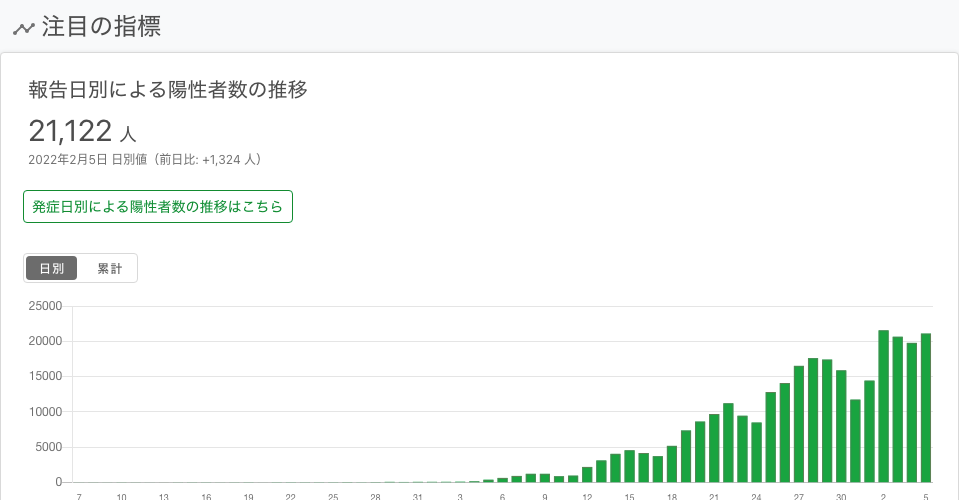 注目の指標
報告日別による陽性者数の推移
21,122 人
2022年2月5日 日別値（前日比: +1,324 人）
発症日別による陽性者数の推移はこちら
日別 累計
25000
20000
15000
10000
5000
0
7 10 13 16 19 22 25 28 31 3 6 9 12 15 18 21 24 27 30 2 5